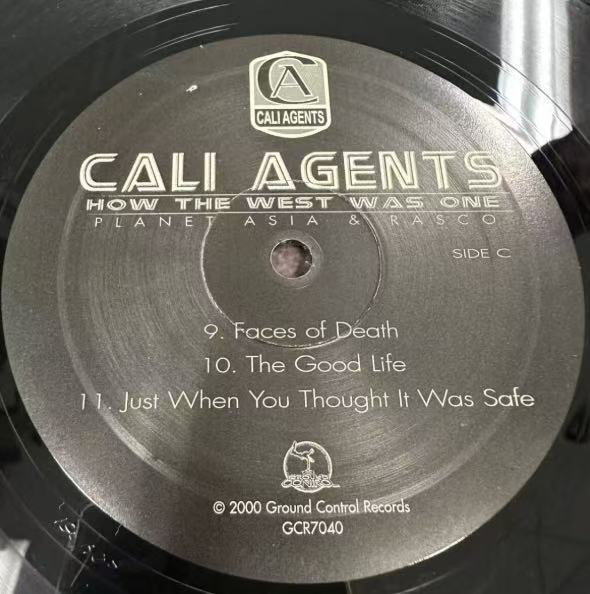 CA
CALI AGENTS
CALI AGENTS
HOW THE WEST WAS ONE
PLANET ASIA & RASCO
SIDE C
9. Faces of Death
10. The Good Life
11. Just When You Thought It Was Safe
© 2000 Ground Control Records
GCR7040